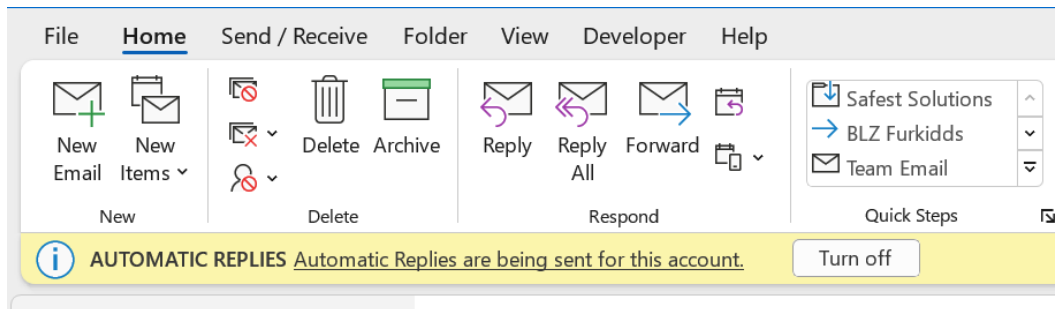 File Home Send / Receive Folder View Developer Help
New Email
New Items
Delete
Archive
Reply
Reply All
Forward
Safest Solutions
BLZ Furkidds
Team Email
New Delete Respond Quick Steps
AUTOMATIC REPLIES Automatic Replies are being sent for this account. Turn off